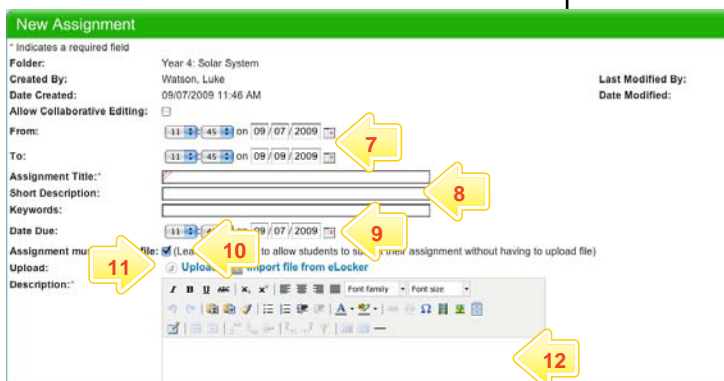 New Assignment
* Indicates a required field
Folder: Year 4: Solar System
Created By: Watson, Luke Last Modified By:
Date Created: 09/07/2009 11:46 AM Date Modified:
Allow Collaborative Editing:
From: 11 : 45 on 09 / 07 / 2009
7
To: 11 : 45 on 09 / 09 / 2009
Assignment Title:*
Short Description:
8
Keywords:
Date Due: 11 : on 09 / 09 / 2009
9
Assignment file: (Lea to allow students to their assignment without having to upload file)
10
Upload: Upload Import file from eLocker
11
Description:*
I B U ABC X, x' Font family Font size
A Ω
12